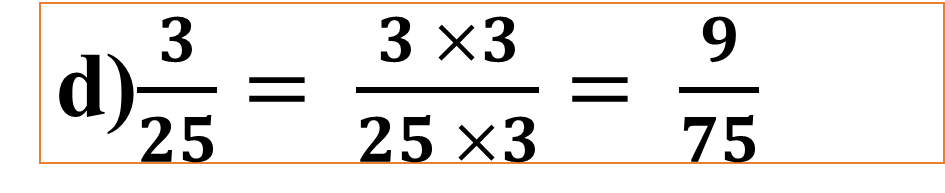 d) 3/25 = 3 ×3/25 ×3 = 9/75